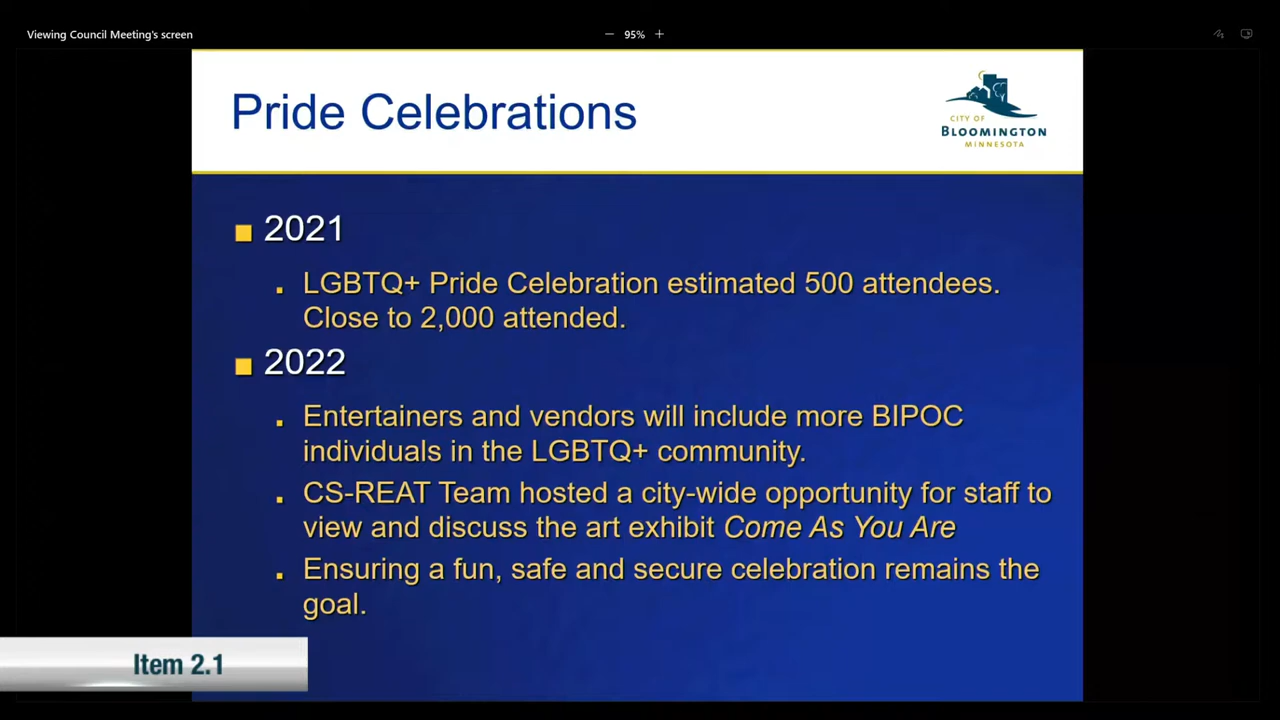 Viewing Council Meeting's screen
95%
Pride Celebrations
CITY OF
BLOOMINGTON
MINNESOTA
2021
LGBTQ+ Pride Celebration estimated 500 attendees.
Close to 2,000 attended.
2022
Entertainers and vendors will include more BIPOC
individuals in the LGBTQ+ community.
CS-REAT Team hosted a city-wide opportunity for staff to
view and discuss the art exhibit Come As You Are
Ensuring a fun, safe and secure celebration remains the
goal.
Item 2.1